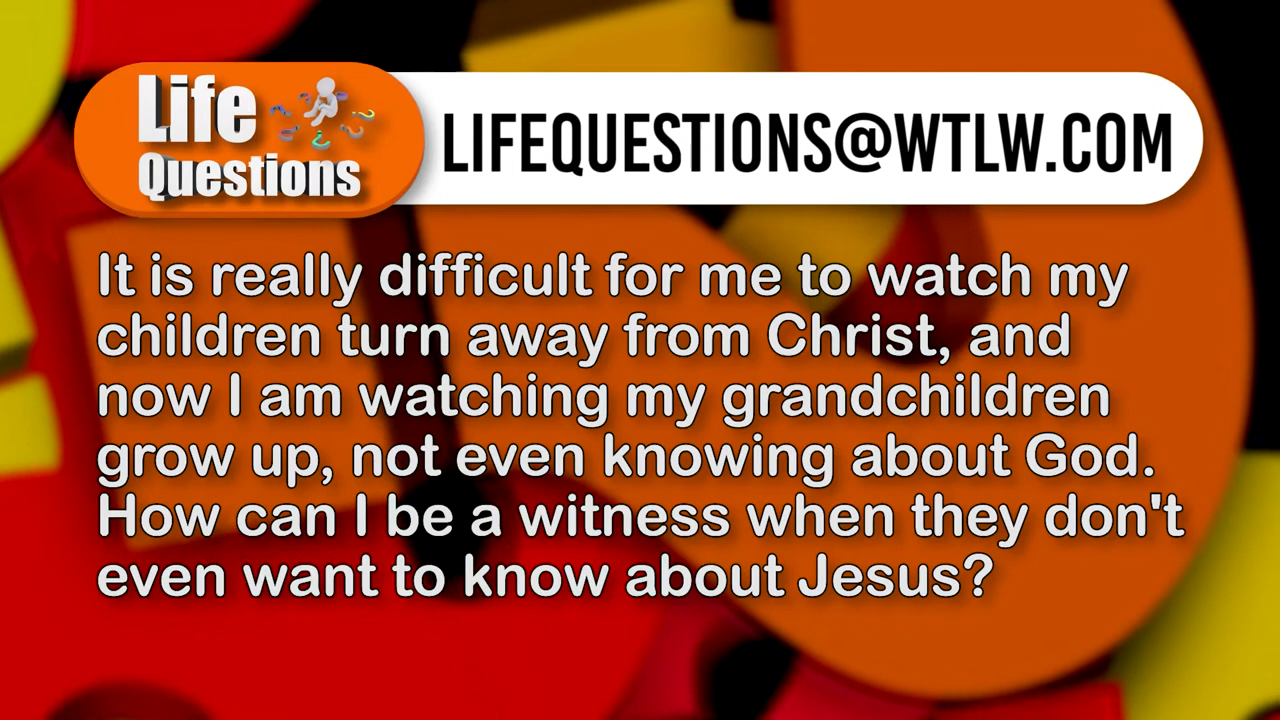 Life
Questions
LIFEQUESTIONS@WTLW.COM
It is really difficult for me to watch my
children turn away from Christ, and
now I am watching my grandchildren
grow up, not even knowing about God.
How can I be a witness when they don't
even want to know about Jesus?